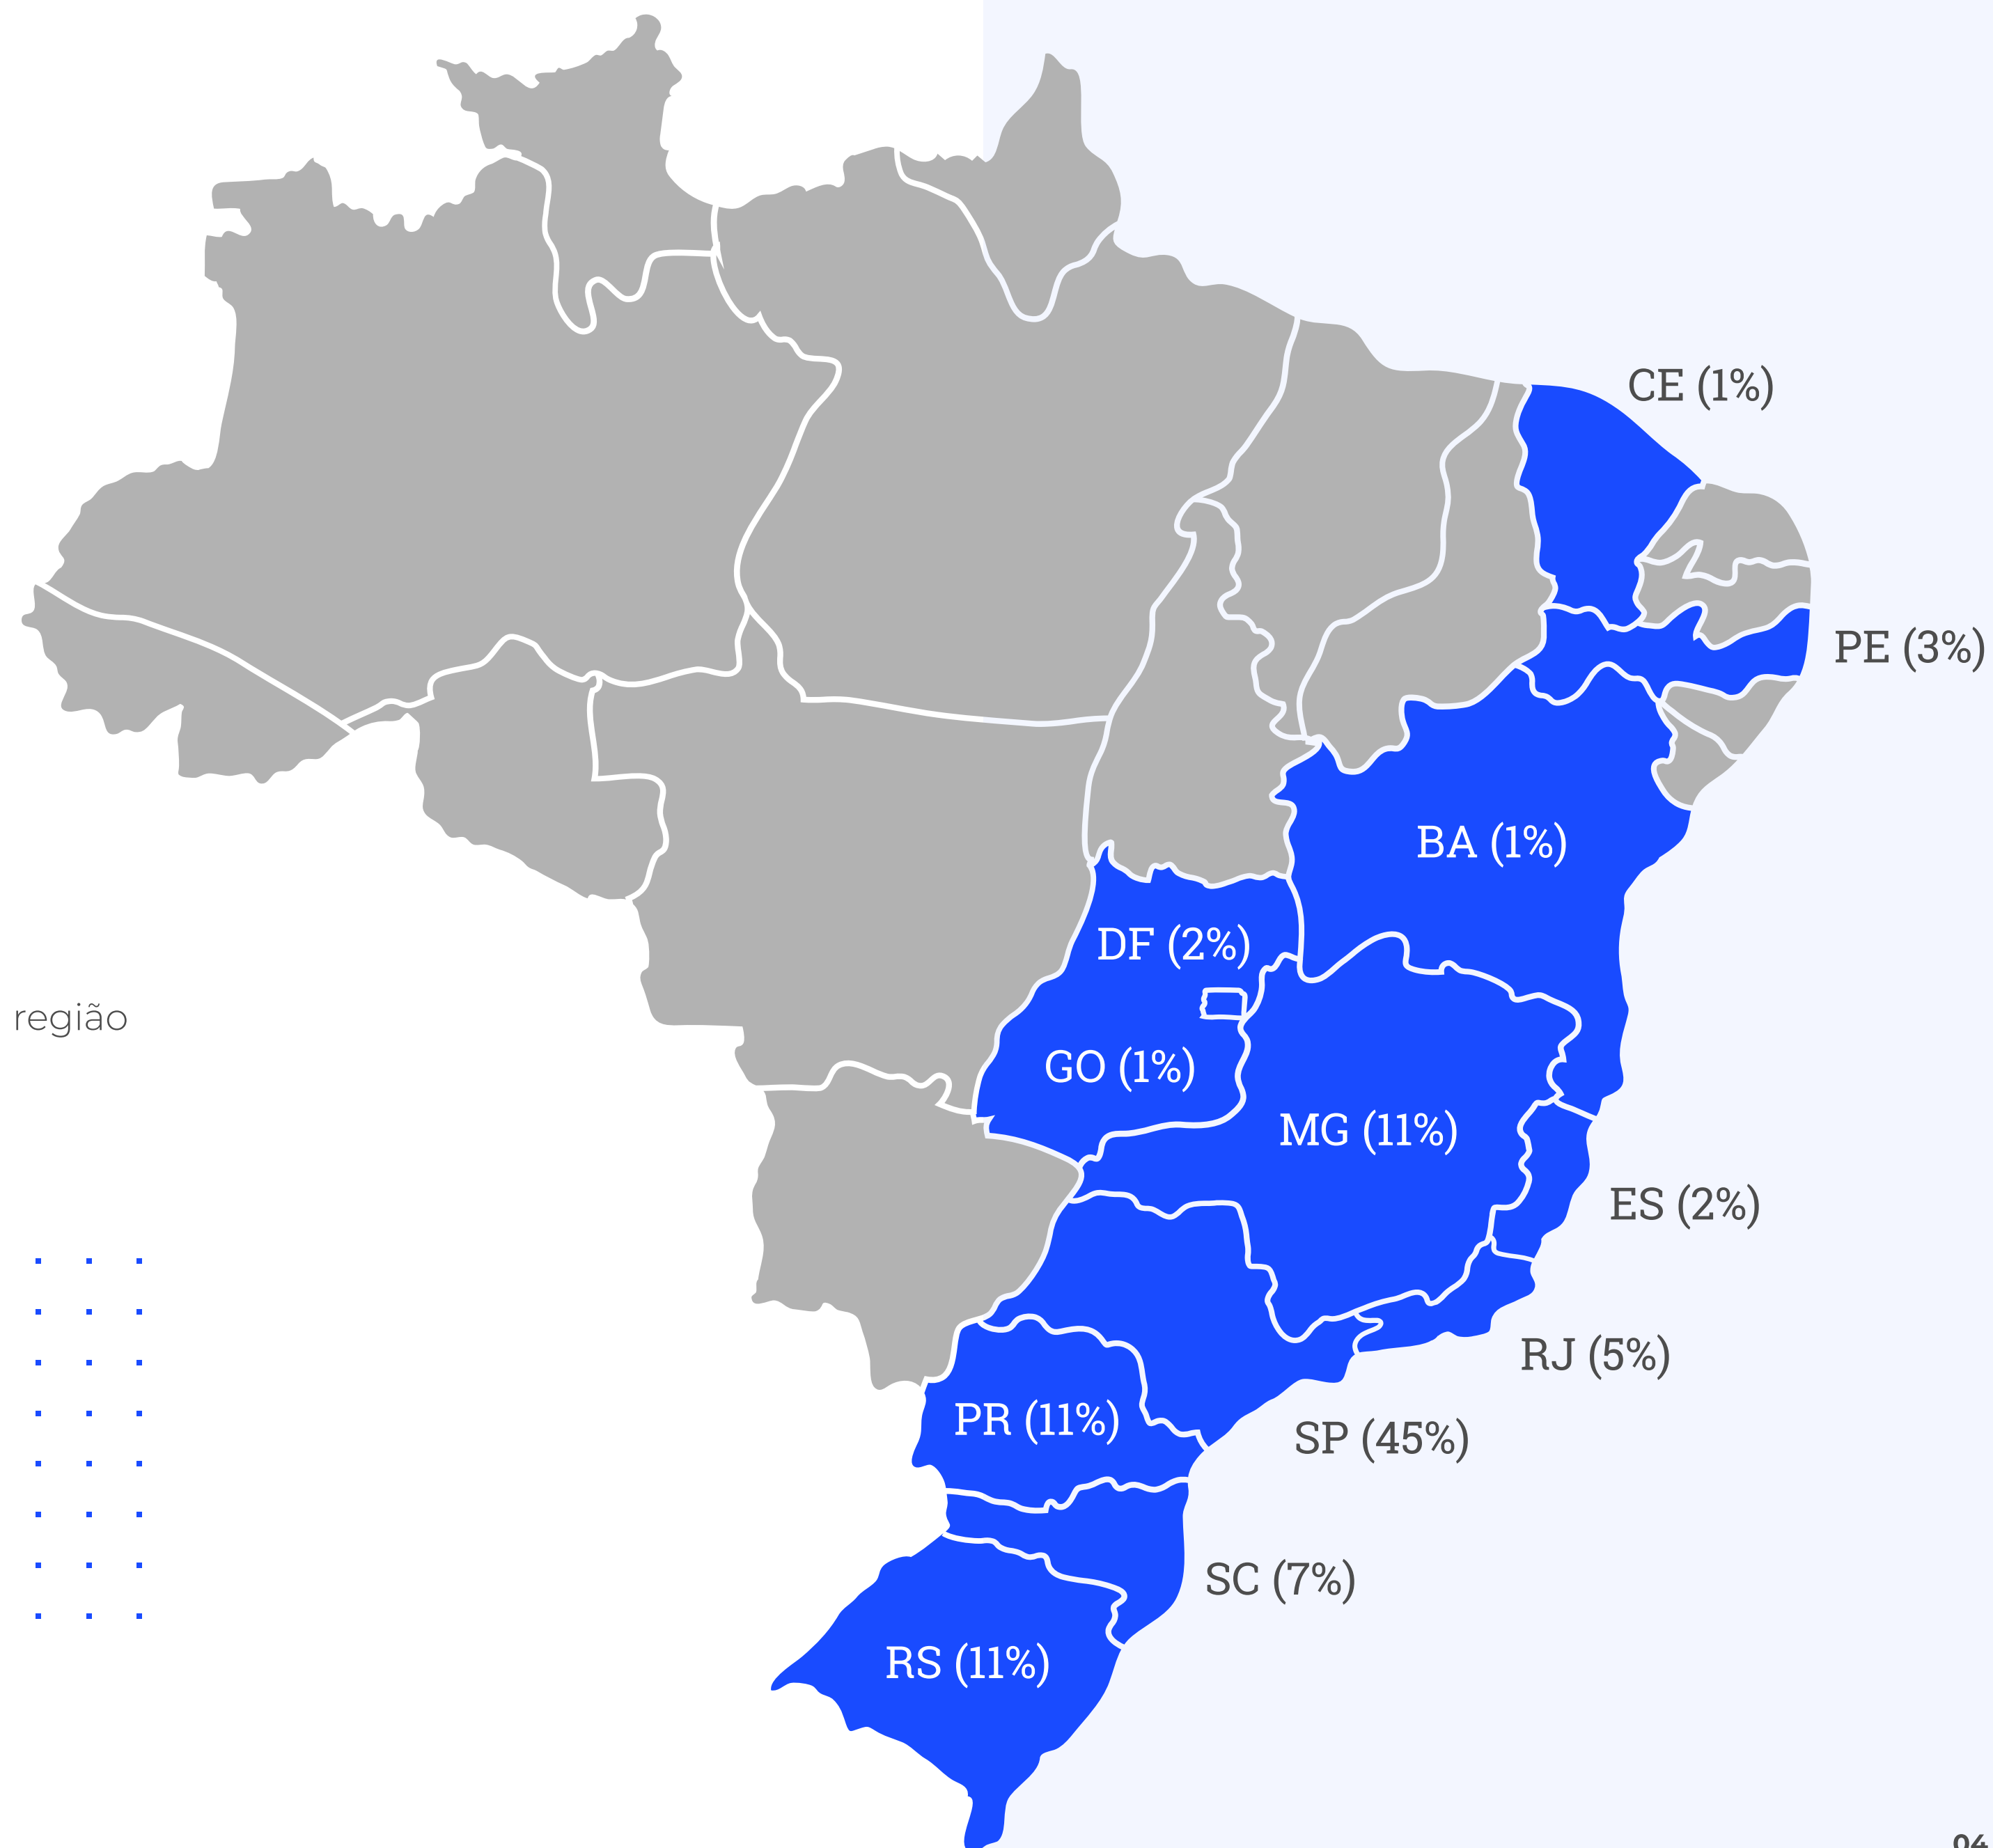 CE (1%)
PE (3%)
BA (1%)
DF (2%)
região
GO (1%)
MG (11%)
ES (2%)
RJ (5%)
PR (11%)
SP (45%)
SC (7%)
RS (11%)